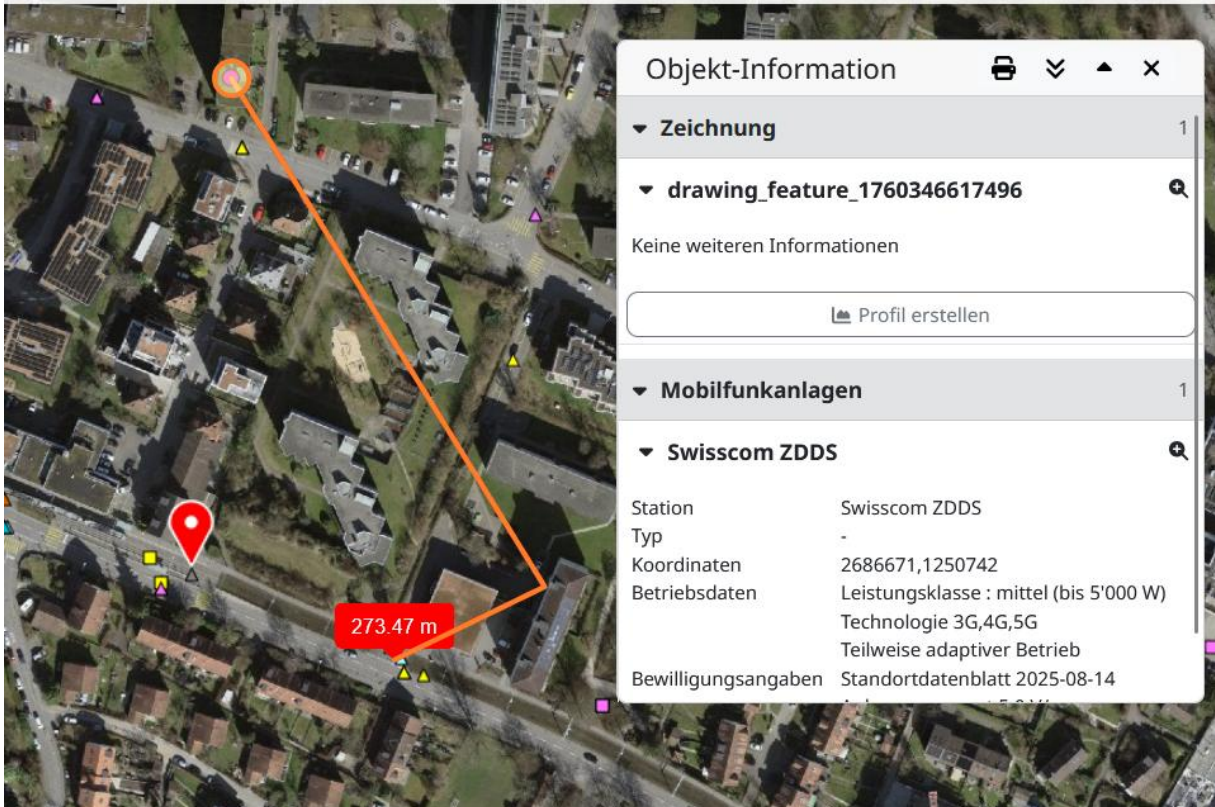 Objekt-Information
Zeichnung 1
drawing_feature_1760346617496
Keine weiteren Informationen
Profil erstellen
Mobilfunkanlagen 1
Swisscom ZDDS
Station Swisscom ZDDS
Typ -
Koordinaten 2686671,1250742
Betriebsdaten Leistungsklasse : mittel (bis 5'000 W)
Technologie 3G,4G,5G
Teilweise adaptiver Betrieb
Bewilligungsangaben Standortdatenblatt 2025-08-14
273.47 m